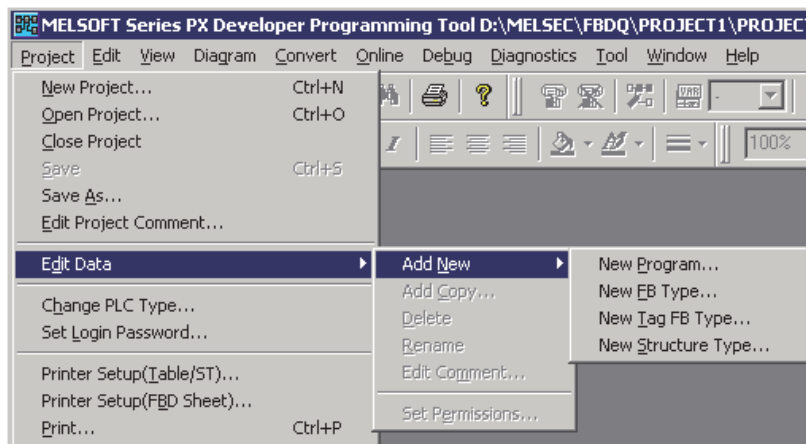 MELSOFT Series PX Developer Programming Tool D:\MELSEC\FBDQ\PROJECT1\PROJEC
Project Edit View Diagram Convert Online Debug Diagnostics Tool Window Help
New Project... Ctrl+N
Open Project... Ctrl+O
Close Project
Save Ctrl+S
Save As...
Edit Project Comment...
Edit Data
Change PLC Type...
Set Login Password...
Printer Setup(Table/ST)...
Printer Setup(FBD Sheet)...
Print... Ctrl+P
VAR
-
I
100%
Add New
Add Copy...
Delete
Rename
Edit Comment...
Set Permissions...
New Program...
New FB Type...
New Tag FB Type...
New Structure Type...